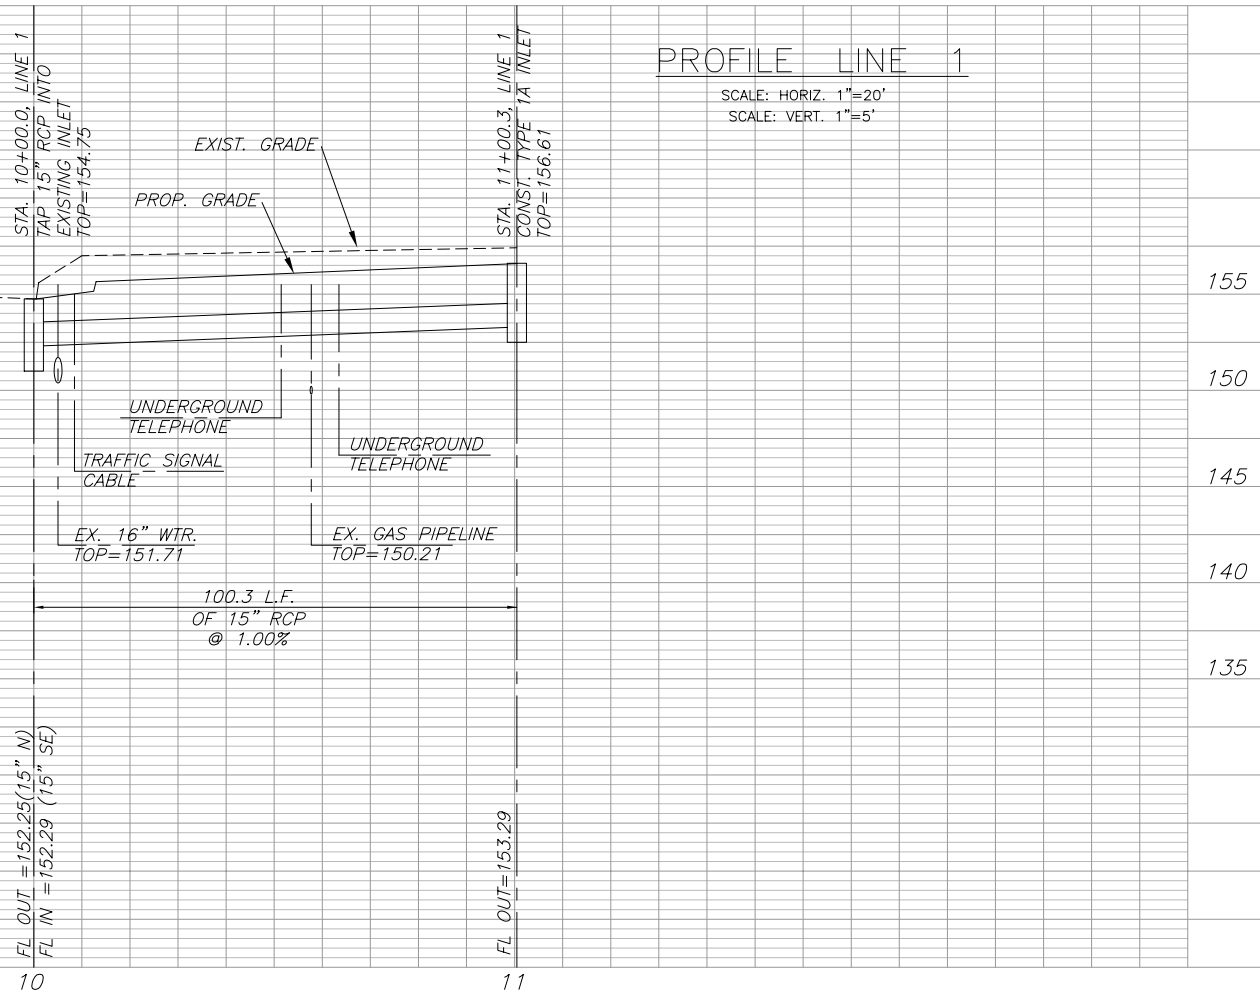 PROFILE LINE 1
SCALE: HORIZ. 1"=20'
SCALE: VERT. 1"=5'
STA. 10+00.0, LINE 1
TAP 15" RCP INTO
EXISTING INLET
TOP=154.75
STA. 11+00.3, LINE 1
CONST. TYPE 1A INLET
TOP=156.61
EXIST. GRADE
PROP. GRADE
UNDERGROUND
TELEPHONE
UNDERGROUND
TELEPHONE
TRAFFIC SIGNAL
CABLE
EX. 16" WTR.
TOP=151.71
EX. GAS PIPELINE
TOP=150.21
100.3 L.F.
OF 15" RCP
@ 1.00%
FL OUT =152.25(15" N)
FL IN =152.29 (15" SE)
FL OUT=153.29
155
150
145
140
135
10
11